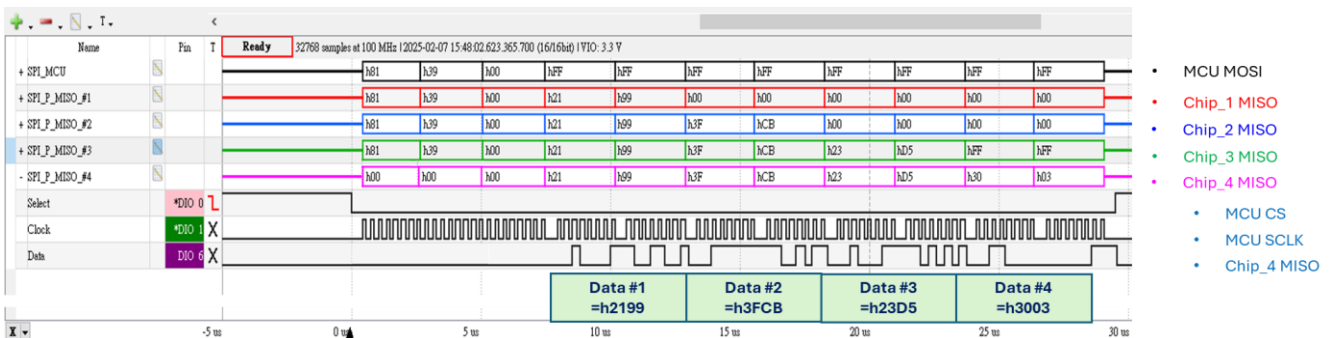 Name Pin T Ready 32768 samples at 100 MHz | 2025-02-07 15:48:02.623.365.700 (16/16bit) | VIO: 3.3 V
+ SPI_MCU h81 h39 h00 hFF hFF hFF hFF hFF hFF hFF hFF
+ SPI_P_MISO_#1 h81 h39 h00 h21 h99 h00 h00 h00 h00 h00 h00
+ SPI_P_MISO_#2 h81 h39 h00 h21 h99 h3F hCB h00 h00 h00 h00
+ SPI_P_MISO_#3 h81 h39 h00 h21 h99 h3F hCB h23 hD5 hFF hFF
- SPI_P_MISO_#4 h00 h00 h00 h21 h99 h3F hCB h23 hD5 h30 h03
Select *DIO 0
Clock *DIO 1 X
Data DIO 6 X
Data #1 Data #2 Data #3 Data #4
=h2199 =h3FCB =h23D5 =h3003
X -5 us 0 us 5 us 10 us 15 us 20 us 25 us 30 us
• MCU MOSI
• Chip_1 MISO
• Chip_2 MISO
• Chip_3 MISO
• Chip_4 MISO
• MCU CS
• MCU SCLK
• Chip_4 MISO